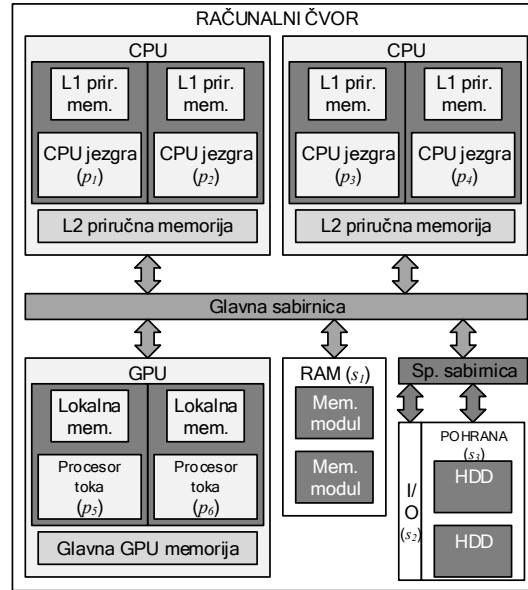 RAČUNALNI ČVOR
CPU
L1 prir.
mem.
L1 prir.
mem.
CPU jezgra
(p1)
CPU jezgra
(p2)
L2 priručna memorija
CPU
L1 prir.
mem.
L1 prir.
mem.
CPU jezgra
(p3)
CPU jezgra
(p4)
L2 priručna memorija
Glavna sabirnica
GPU
Lokalna
mem.
Lokalna
mem.
Procesor
toka
(p5)
Procesor
toka
(p6)
Glavna GPU memorija
RAM (s1)
Mem.
modul
Mem.
modul
Sp. sabirnica
I/
O
(s2)
POHRANA
(s3)
HDD
HDD